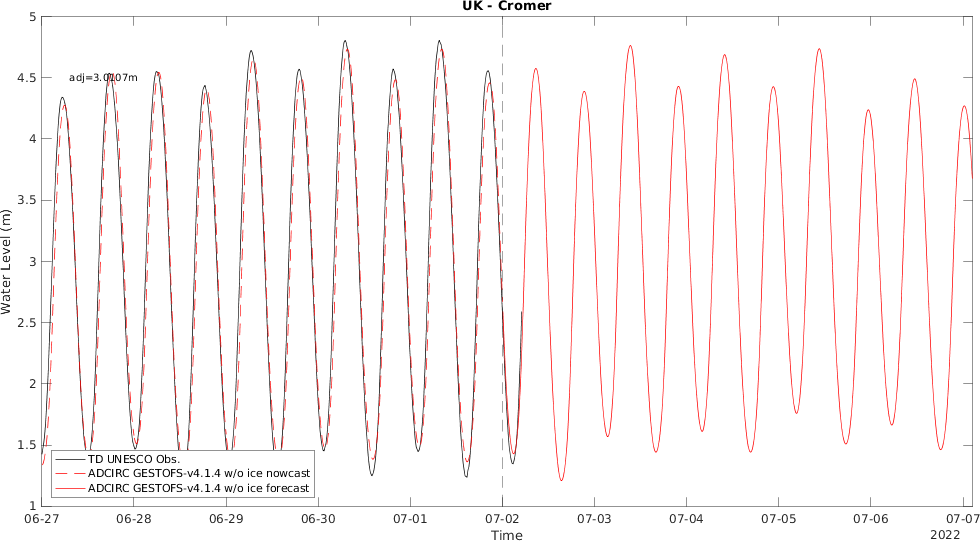 UK - Cromer
5
4.5
4
3.5
3
2.5
2
1.5
1
Water Level (m)
adj=3.0107m
TD UNESCO Obs.
ADCIRC GESTOFS-v4.1.4 w/o ice nowcast
ADCIRC GESTOFS-v4.1.4 w/o ice forecast
06-27 06-28 06-29 06-30 07-01 07-02 07-03 07-04 07-05 07-06 07-07
Time
2022